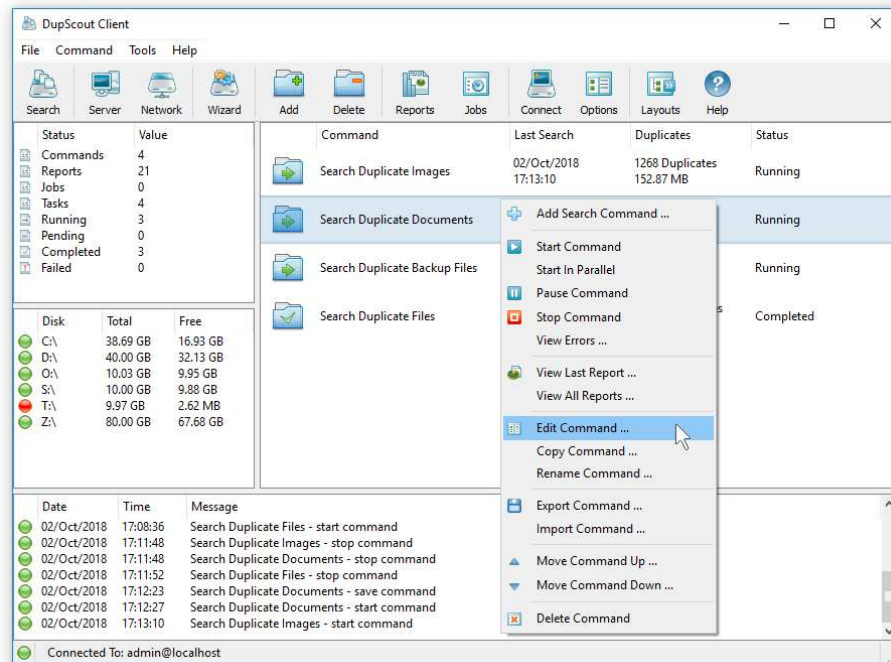 DupScout Client
File Command Tools Help
Search Server Network Wizard Add Delete Reports Jobs Connect Options Layouts Help
Status Value
Commands 4
Reports 21
Jobs 0
Tasks 4
Running 3
Pending 0
Completed 3
Failed 0
Disk Total Free
C:\ 38.69 GB 16.93 GB
D:\ 40.00 GB 32.13 GB
O:\ 10.03 GB 9.95 GB
S:\ 10.00 GB 9.88 GB
T:\ 9.97 GB 2.62 MB
Z:\ 80.00 GB 67.68 GB
Command Last Search Duplicates Status
Search Duplicate Images 02/Oct/2018 17:13:10 1268 Duplicates 152.87 MB Running
Search Duplicate Documents Running
Search Duplicate Backup Files Running
Search Duplicate Files s Completed
Add Search Command ...
Start Command
Start In Parallel
Pause Command
Stop Command
View Errors ...
View Last Report ...
View All Reports ...
Edit Command ...
Copy Command ...
Rename Command ...
Export Command ...
Import Command ...
Move Command Up ...
Move Command Down ...
Delete Command
Date Time Message
02/Oct/2018 17:08:36 Search Duplicate Files - start command
02/Oct/2018 17:11:48 Search Duplicate Images - stop command
02/Oct/2018 17:11:48 Search Duplicate Documents - stop command
02/Oct/2018 17:11:52 Search Duplicate Files - stop command
02/Oct/2018 17:12:23 Search Duplicate Documents - save command
02/Oct/2018 17:12:27 Search Duplicate Documents - start command
02/Oct/2018 17:13:10 Search Duplicate Images - start command
Connected To: admin@localhost